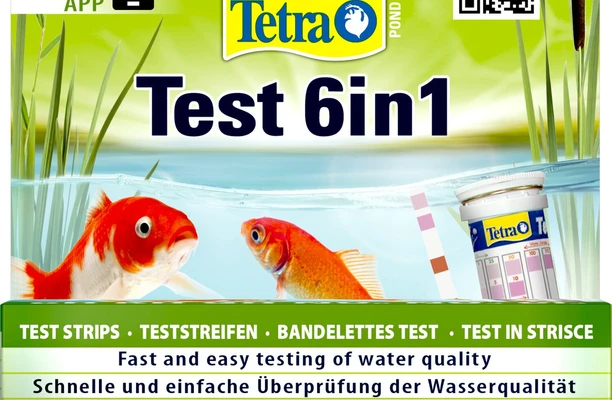 APP
Tetra
POND
Test 6in1
Tetra
TEST STRIPS · TESTSTREIFEN · BANDELETTES TEST · TEST IN STRISCE
Fast and easy testing of water quality
Schnelle und einfache Überprüfung der Wasserqualität